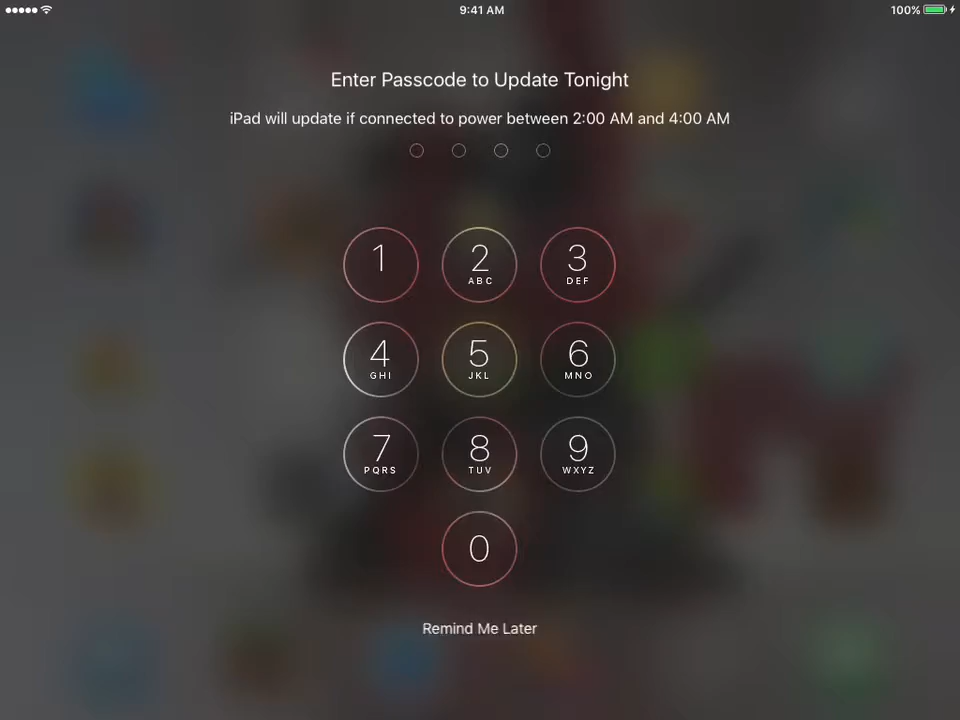 9:41 AM
100%
Enter Passcode to Update Tonight
iPad will update if connected to power between 2:00 AM and 4:00 AM
1
2
ABC
3
DEF
4
GHI
5
JKL
6
MNO
7
PQRS
8
TUV
9
WXYZ
0
Remind Me Later